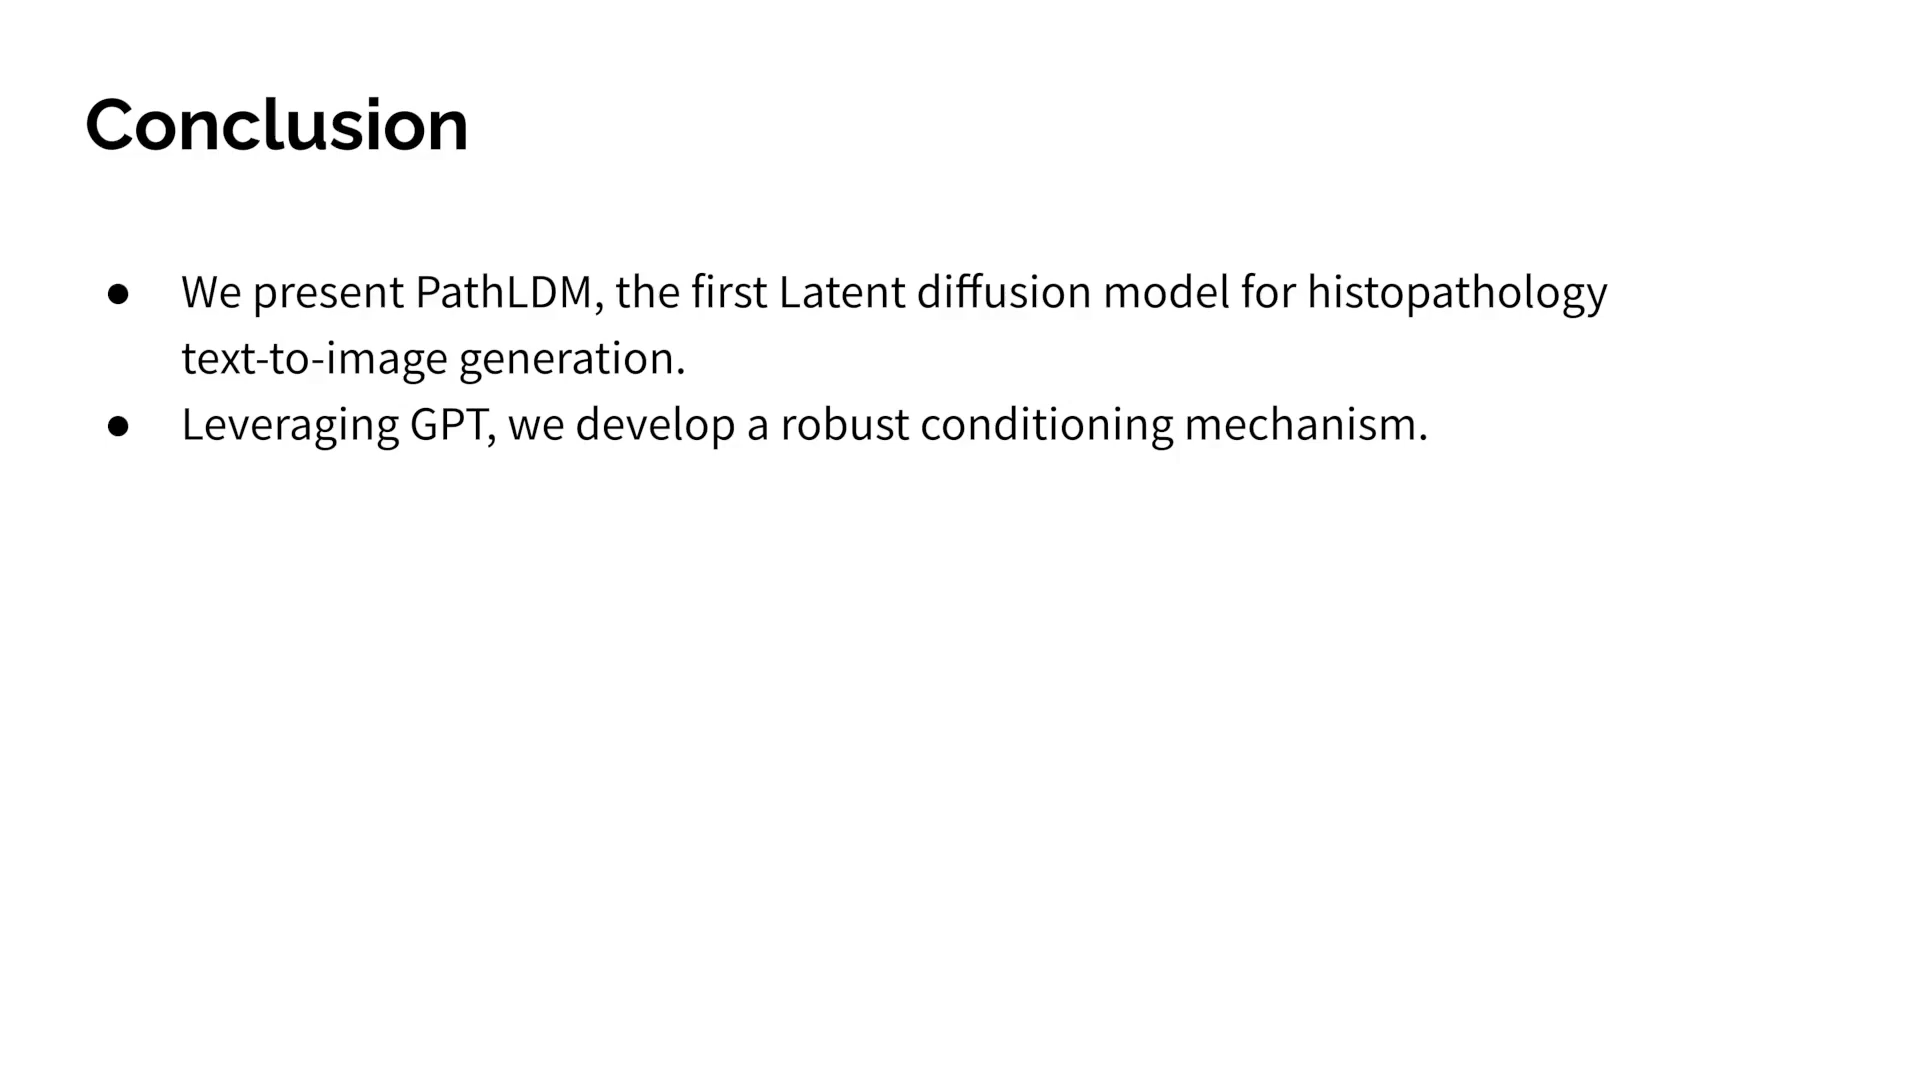 Conclusion
● We present PathLDM, the first Latent diffusion model for histopathology
text-to-image generation.
● Leveraging GPT, we develop a robust conditioning mechanism.